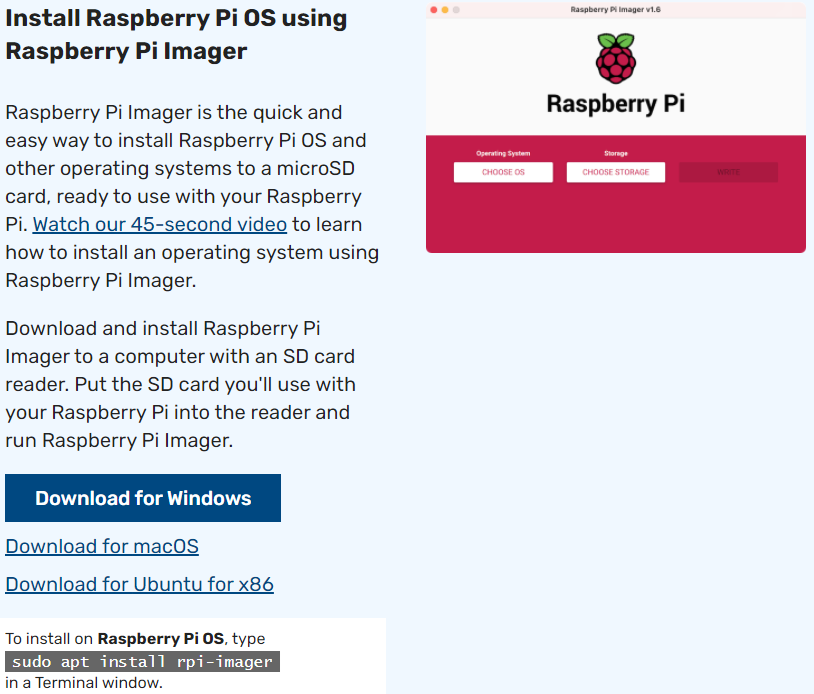 Install Raspberry Pi OS using
Raspberry Pi Imager
Raspberry Pi Imager is the quick and
easy way to install Raspberry Pi OS and
other operating systems to a microSD
card, ready to use with your Raspberry
Pi. Watch our 45-second video to learn
how to install an operating system using
Raspberry Pi Imager.
Download and install Raspberry Pi
Imager to a computer with an SD card
reader. Put the SD card you'll use with
your Raspberry Pi into the reader and
run Raspberry Pi Imager.
Download for Windows
Download for macOS
Download for Ubuntu for x86
To install on Raspberry Pi OS, type
sudo apt install rpi-imager
in a Terminal window.
Raspberry Pi Imager v1.6
Raspberry Pi
Operating System
Storage
CHOOSE OS
CHOOSE STORAGE
WRITE